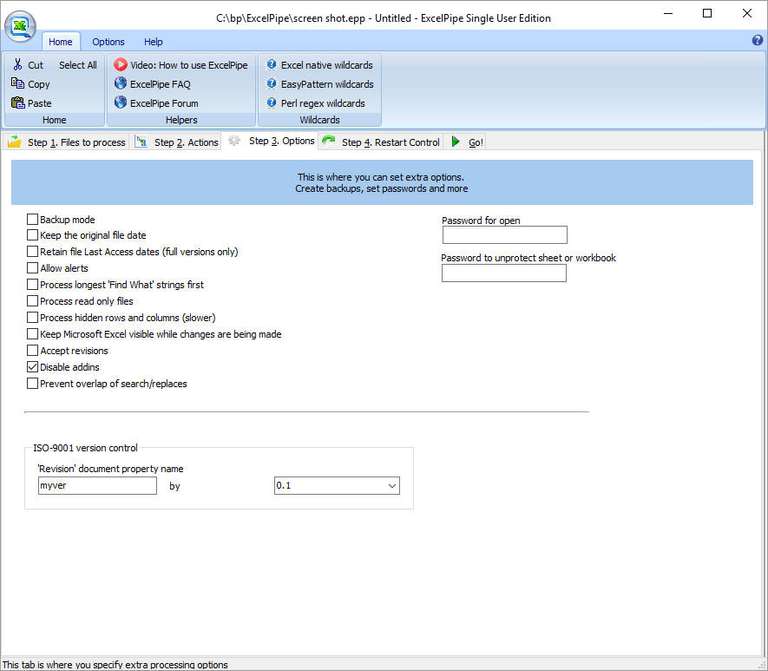 C:\bp\ExcelPipe\screen shot.epp - Untitled - ExcelPipe Single User Edition
Home Options Help
Cut Select All
Copy
Paste
Home
Video: How to use ExcelPipe
ExcelPipe FAQ
ExcelPipe Forum
Helpers
Excel native wildcards
EasyPattern wildcards
Perl regex wildcards
Wildcards
Step 1. Files to process Step 2. Actions Step 3. Options Step 4. Restart Control Go!
This is where you can set extra options.
Create backups, set passwords and more
Backup mode
Keep the original file date
Retain file Last Access dates (full versions only)
Allow alerts
Process longest 'Find What' strings first
Process read only files
Process hidden rows and columns (slower)
Keep Microsoft Excel visible while changes are being made
Accept revisions
Disable addins
Prevent overlap of search/replaces
Password for open
Password to unprotect sheet or workbook
ISO-9001 version control
'Revision' document property name
myver by 0.1
This tab is where you specify extra processing options